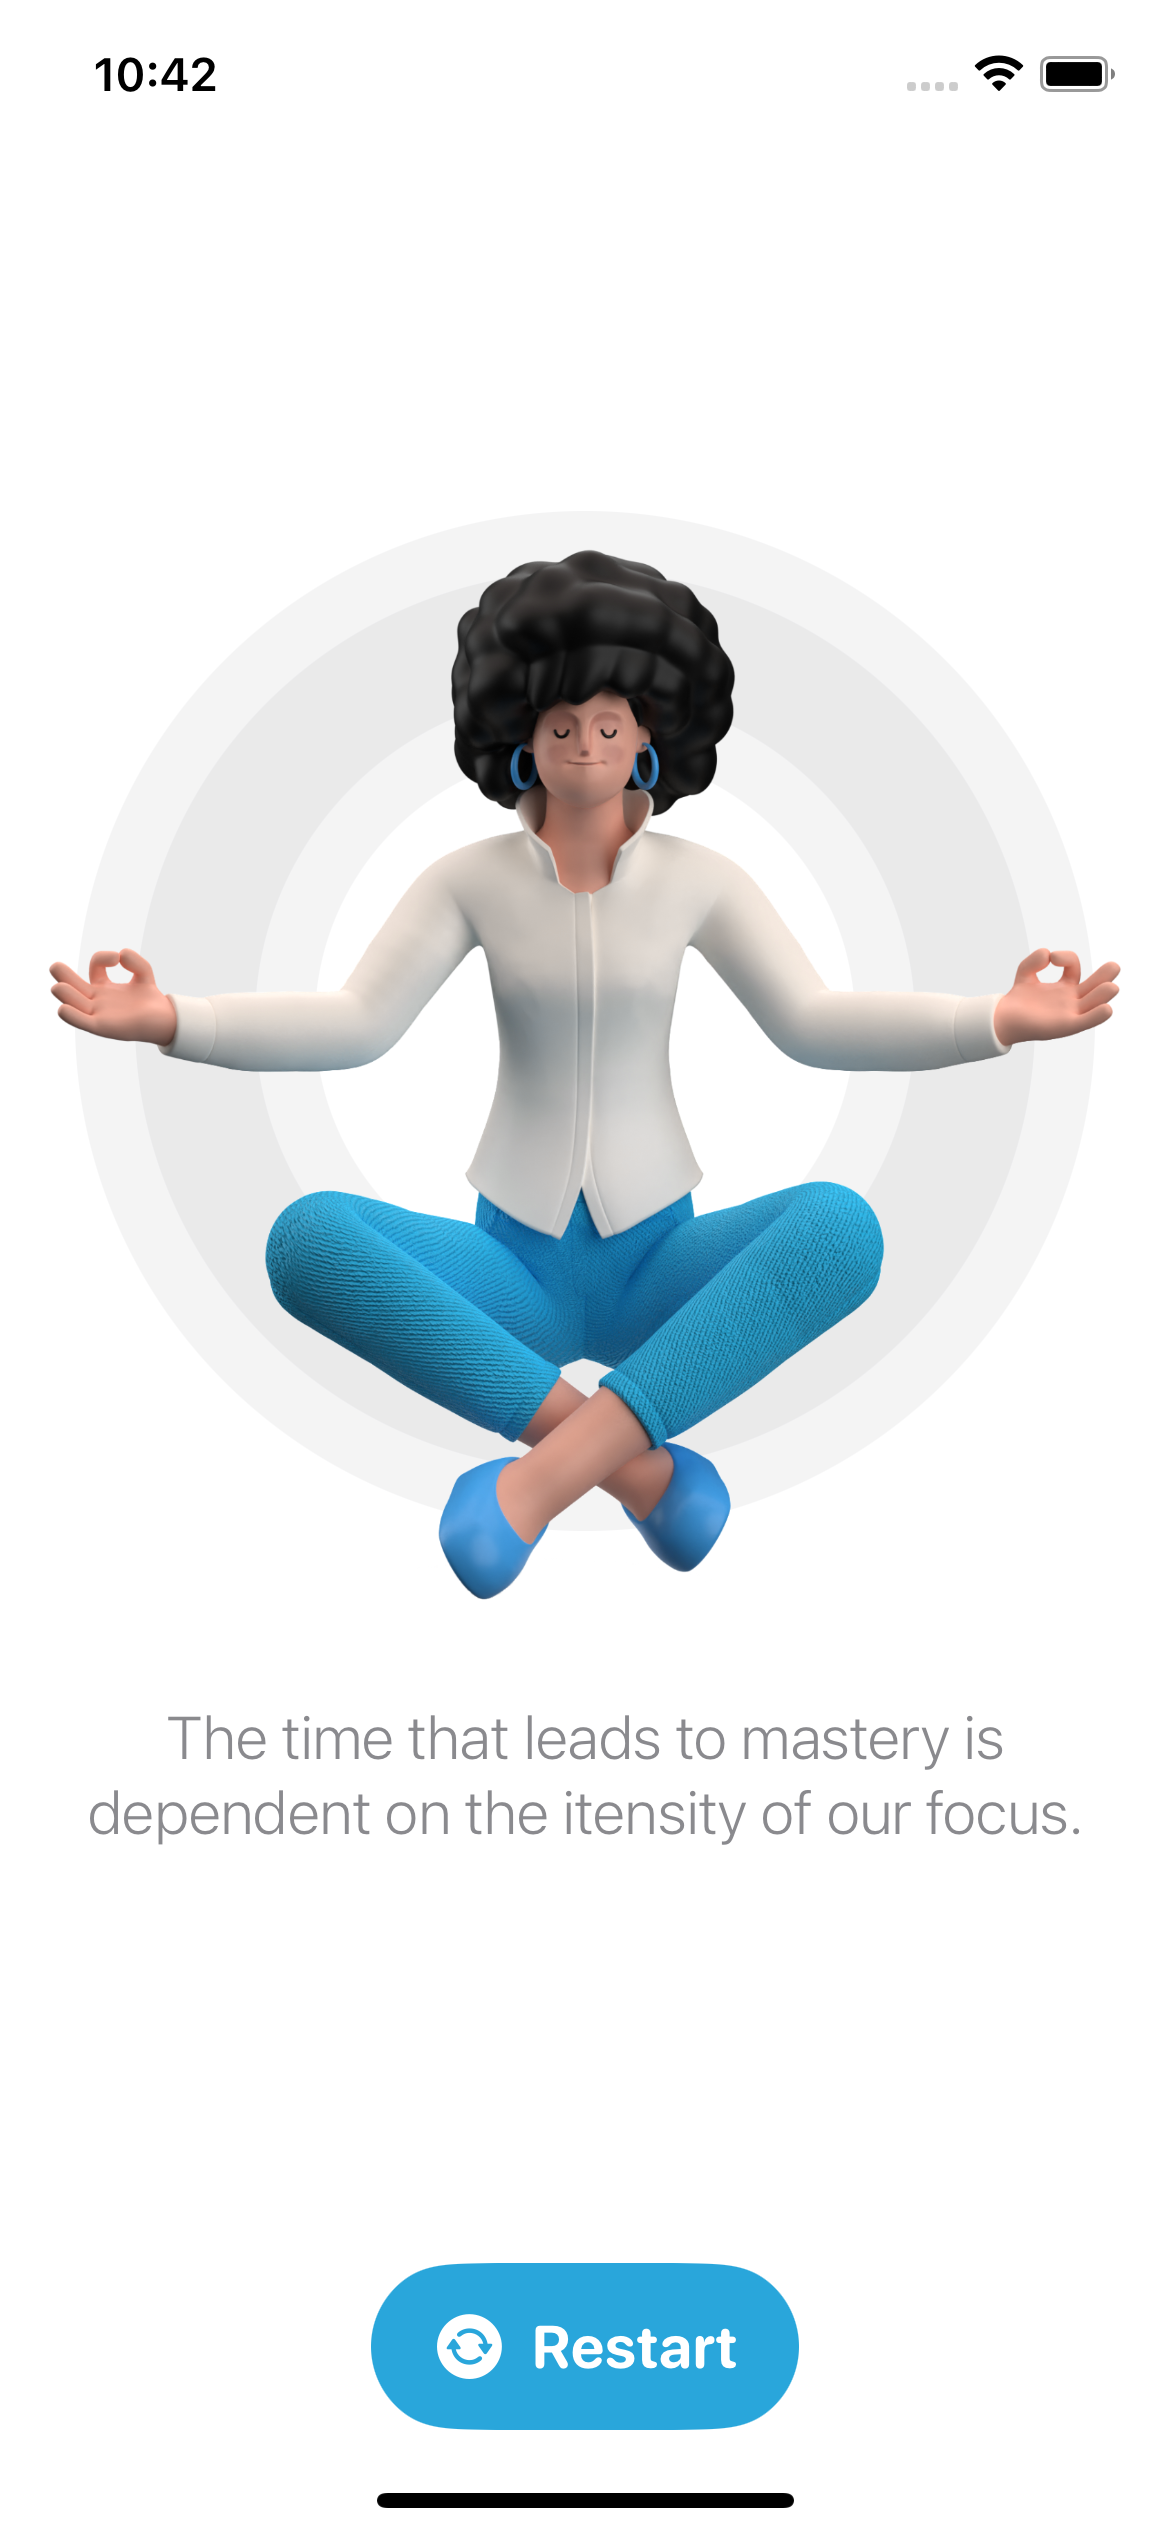 10:42
The time that leads to mastery is
dependent on the itensity of our focus.
Restart